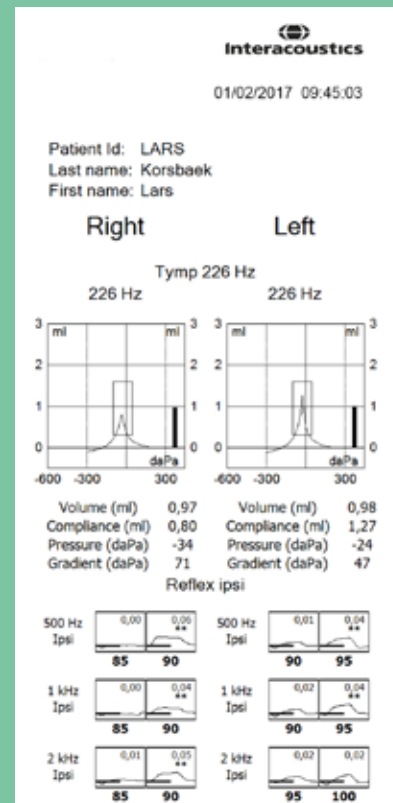 Interacoustics
01/02/2017 09:45:03
Patient Id: LARS
Last name: Korsbaek
First name: Lars
Right Left
Tymp 226 Hz
226 Hz 226 Hz
3 ml ml 3 ml ml 3
2 2 2
1 1 1
0 0 0
daPa daPa
-600 -300 300 -600 -300 300
Volume (ml) 0,97 Volume (ml) 0,98
Compliance (ml) 0,80 Compliance (ml) 1,27
Pressure (daPa) -34 Pressure (daPa) -24
Gradient (daPa) 71 Gradient (daPa) 47
Reflex ipsi
500 Hz 0,00 0,06 500 Hz 0,01 0,04
Ipsi ** Ipsi **
85 90 90 95
1 kHz 0,00 0,04 1 kHz 0,02 0,04
Ipsi ** Ipsi **
85 90 90 95
2 kHz 0,01 0,05 2 kHz 0,02 0,02
Ipsi ** Ipsi
85 90 95 100